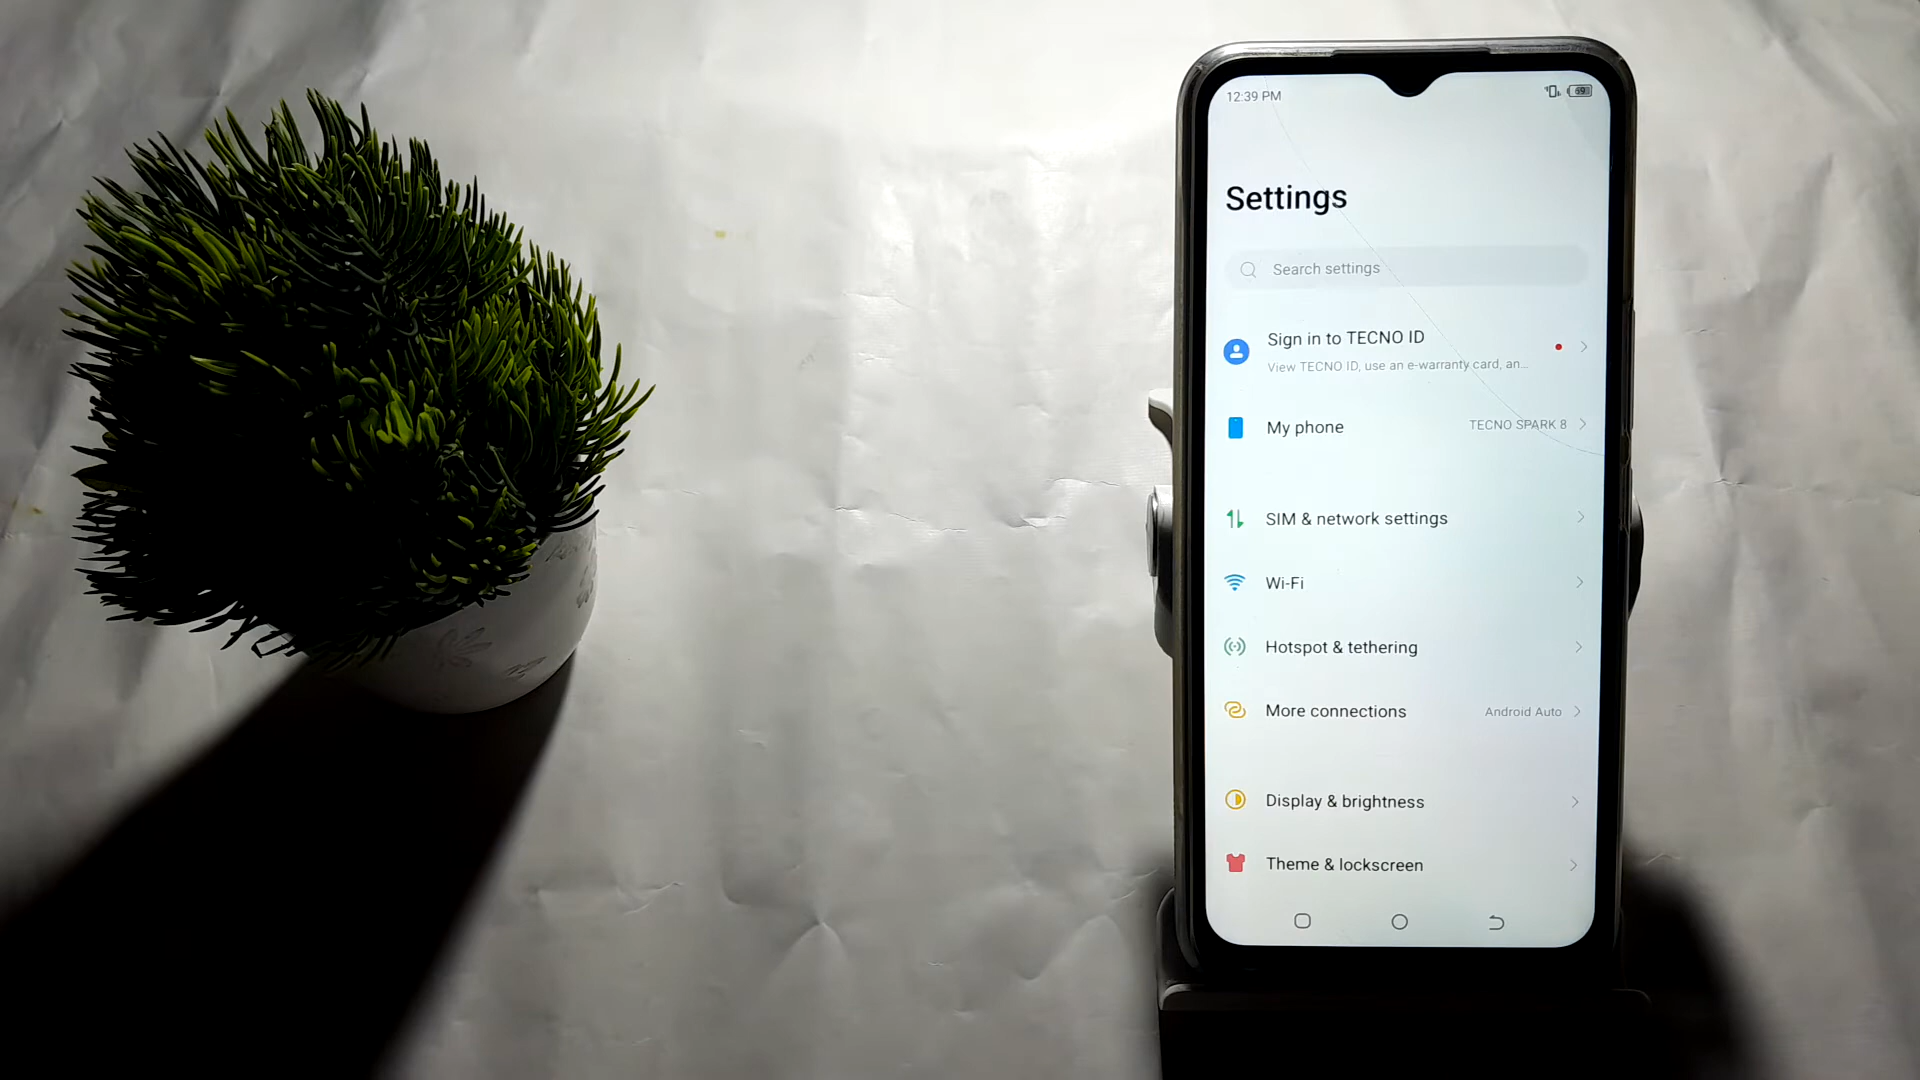 12:39 PM
69
Settings
Search settings
Sign in to TECNO ID
View TECNO ID, use an e-warranty card, an...
My phone
TECNO SPARK 8
SIM & network settings
Wi-Fi
Hotspot & tethering
More connections
Android Auto
Display & brightness
Theme & lockscreen